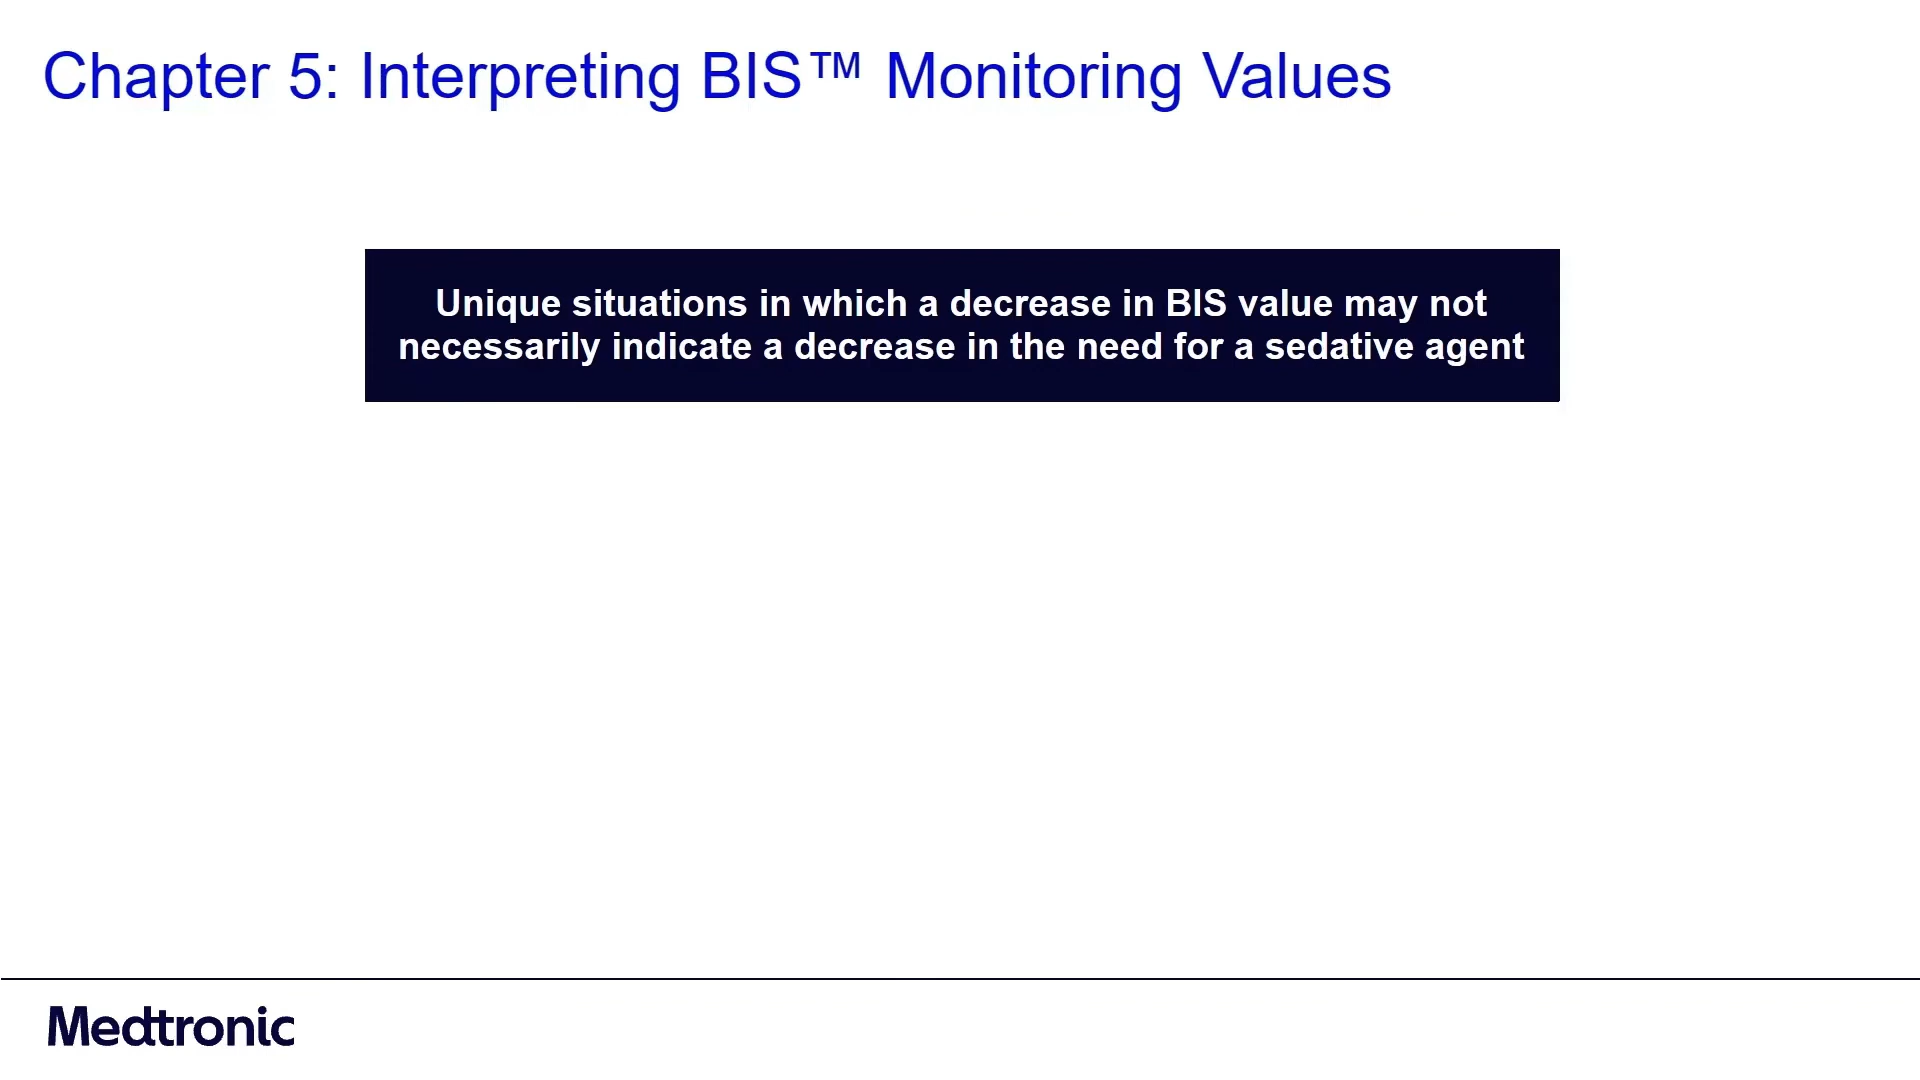 Chapter 5: Interpreting BIS™ Monitoring Values
Unique situations in which a decrease in BIS value may not
necessarily indicate a decrease in the need for a sedative agent
Medtronic